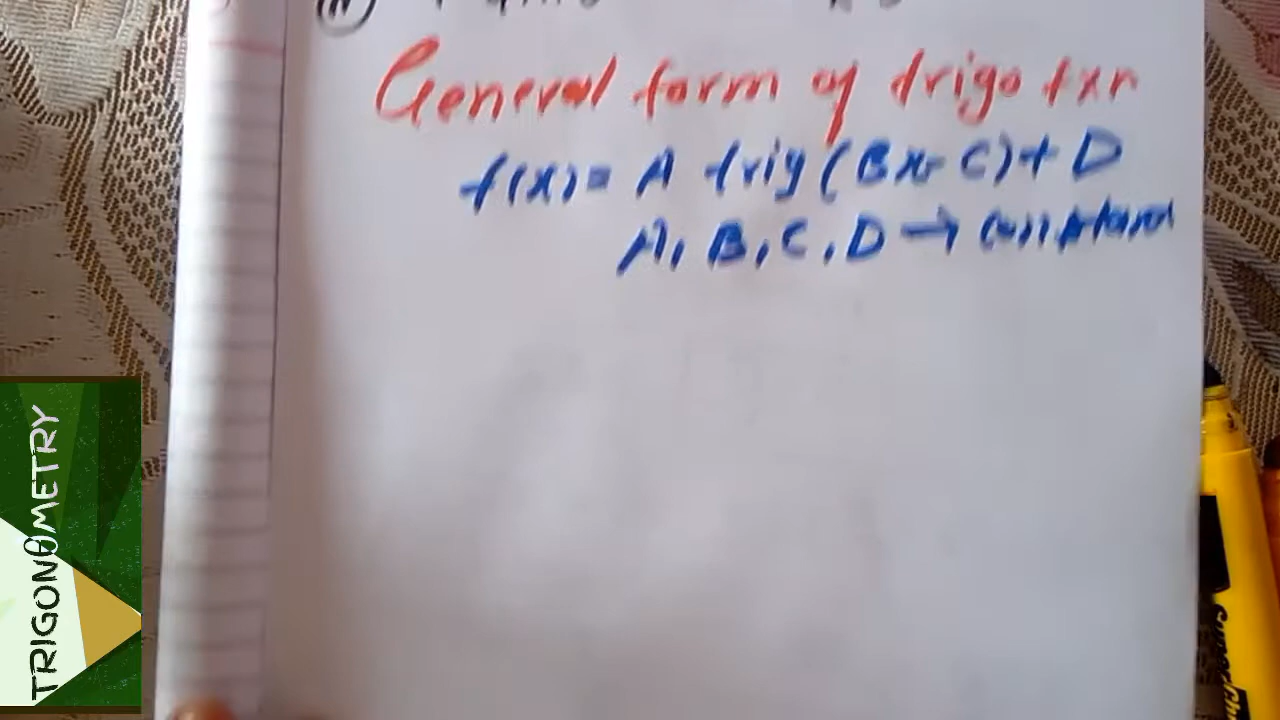 General form of trigo fxn
f(x)= A trig (Bx- C)+ D
A, B, C, D → constant
TRIGONOMETRY